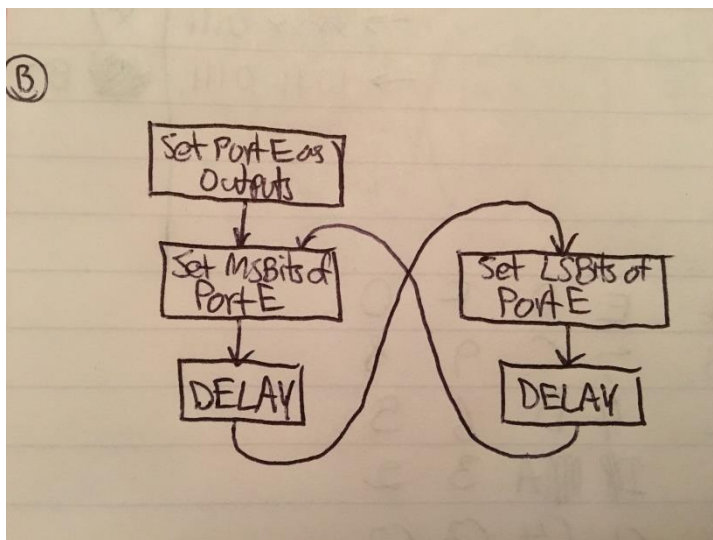 B
Set Port E as
Outputs
Set MSBits of
Port E
DELAY
Set LSBits of
Port E
DELAY